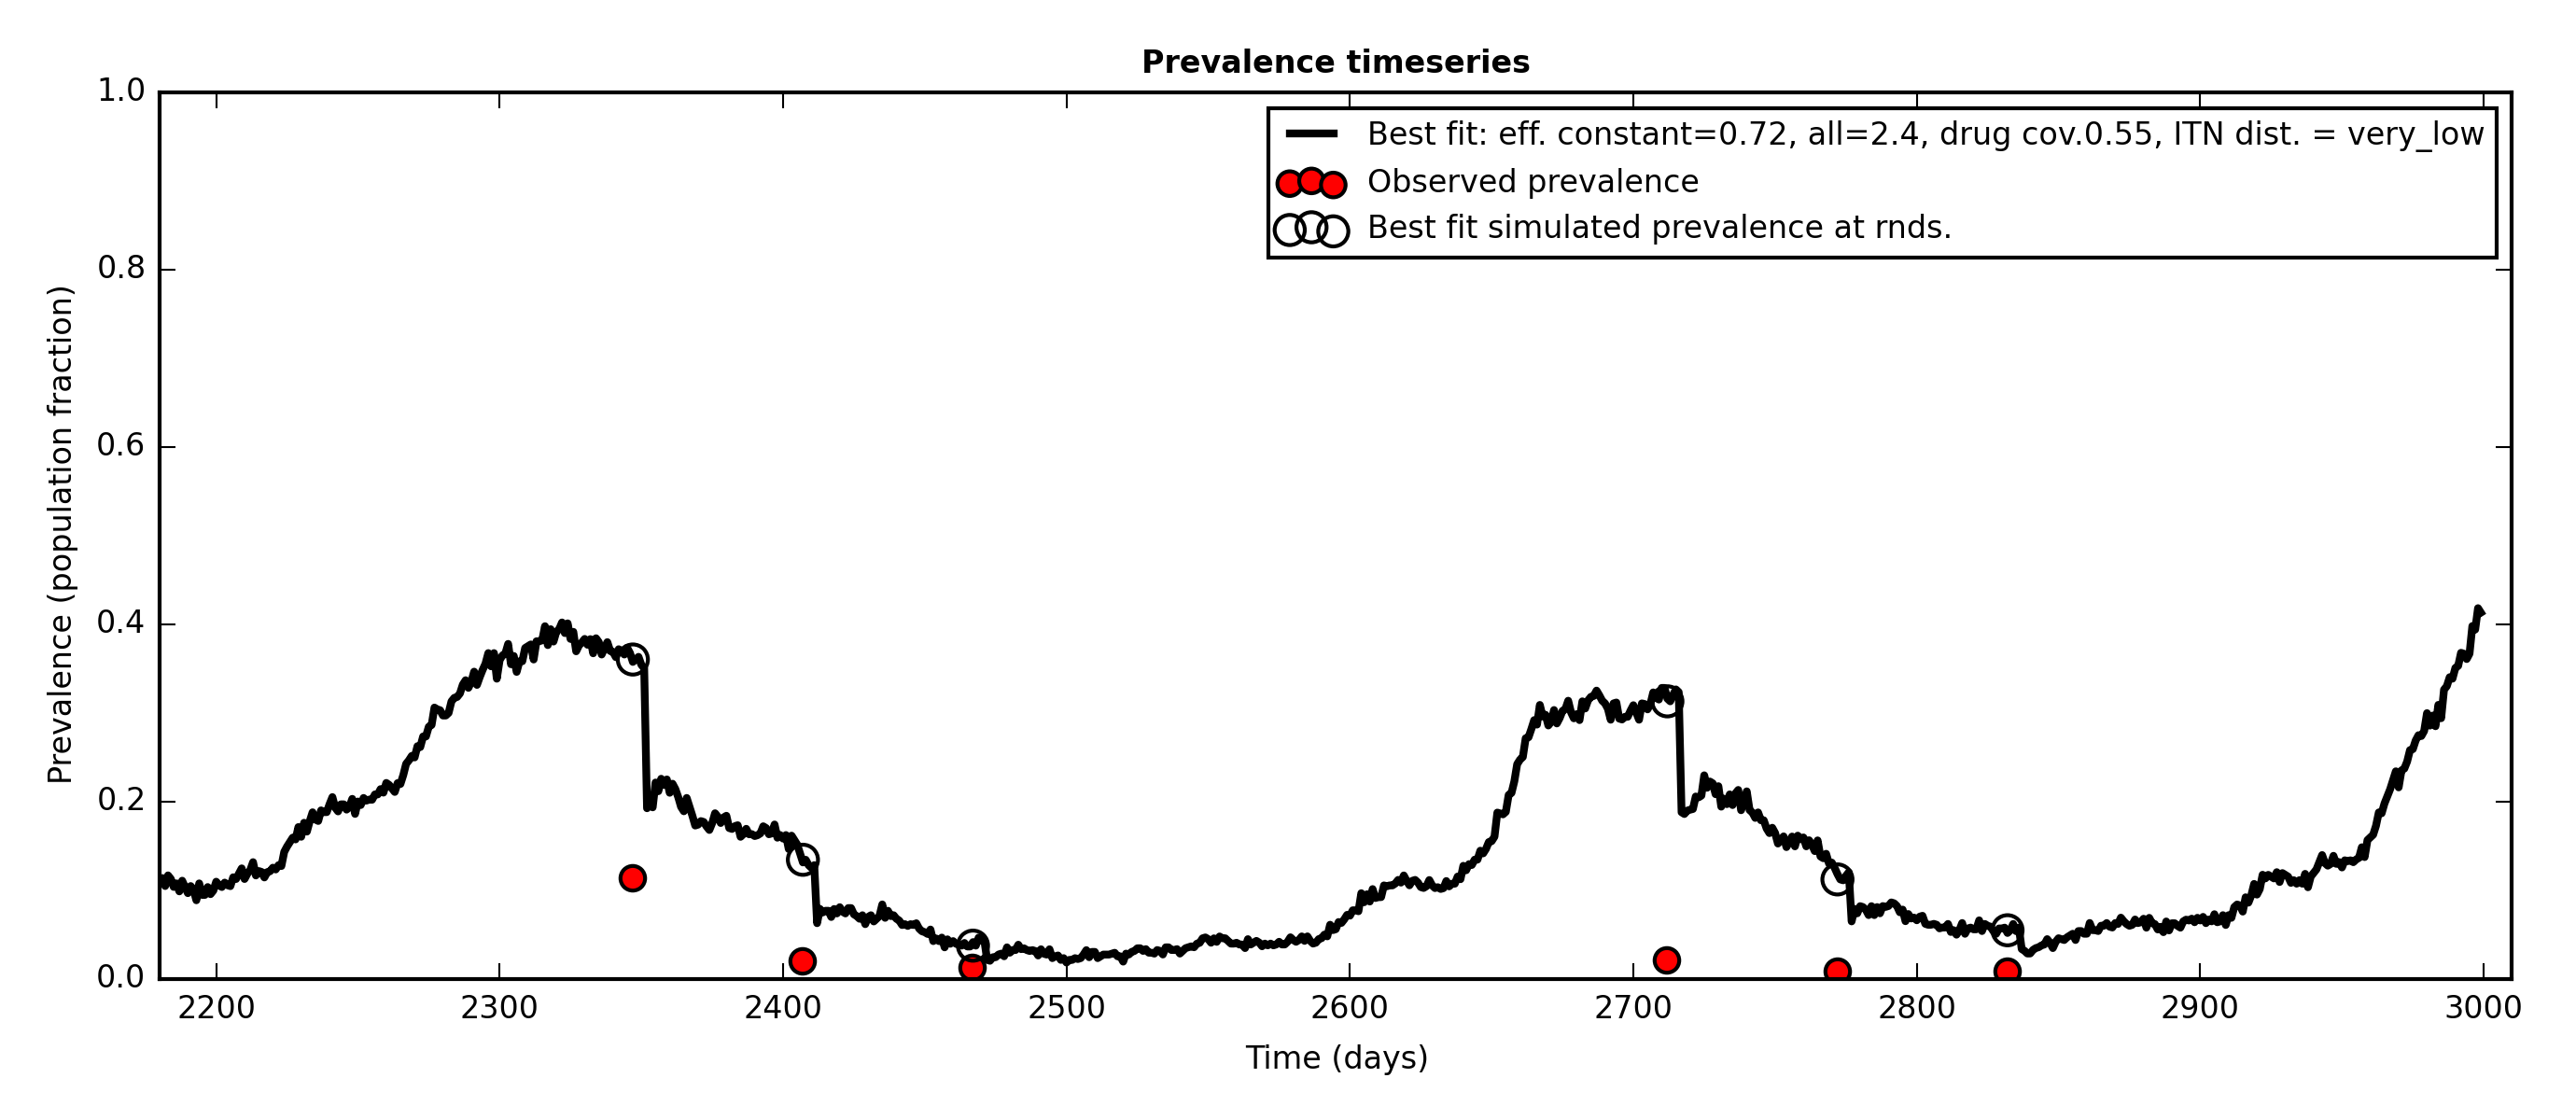 Prevalence timeseries
1.0
0.8
0.6
0.4
0.2
0.0
Prevalence (population fraction)
Best fit: eff. constant=0.72, all=2.4, drug cov.0.55, ITN dist. = very_low
Observed prevalence
Best fit simulated prevalence at rnds.
2200 2300 2400 2500 2600 2700 2800 2900 3000
Time (days)